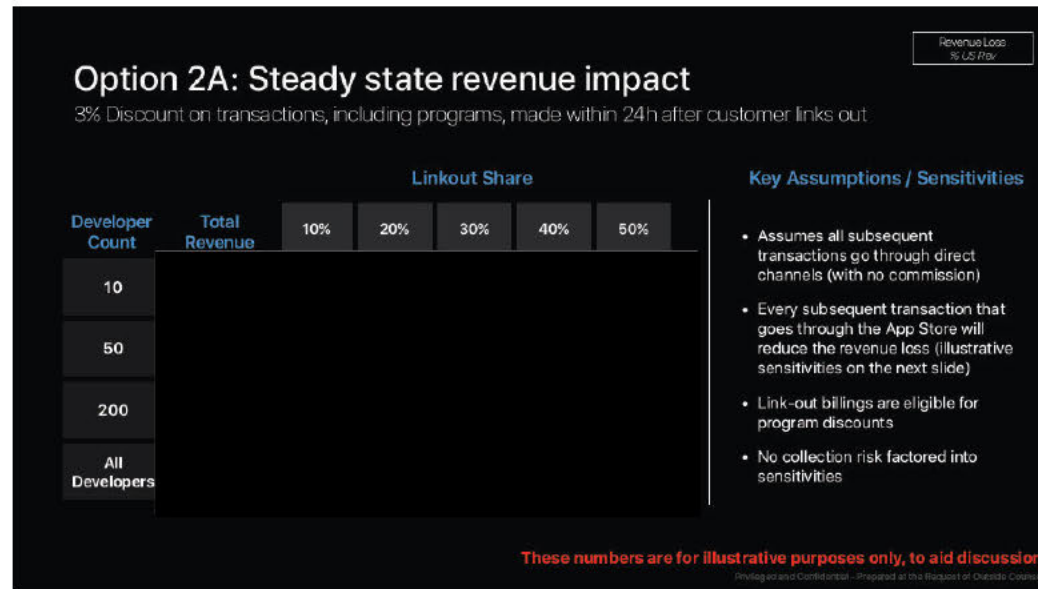 Revenue Loss
% US Rev
Option 2A: Steady state revenue impact
3% Discount on transactions, including programs, made within 24h after customer links out
Linkout Share
Key Assumptions / Sensitivities
Developer Count
Total Revenue
10%
20%
30%
40%
50%
10
50
200
All Developers
• Assumes all subsequent
transactions go through direct
channels (with no commission)
• Every subsequent transaction that
goes through the App Store will
reduce the revenue loss (illustrative
sensitivities on the next slide)
• Link-out billings are eligible for
program discounts
• No collection risk factored into
sensitivities
These numbers are for illustrative purposes only, to aid discussion
Privileged and Confidential – Prepared at the Request of Outside Couns